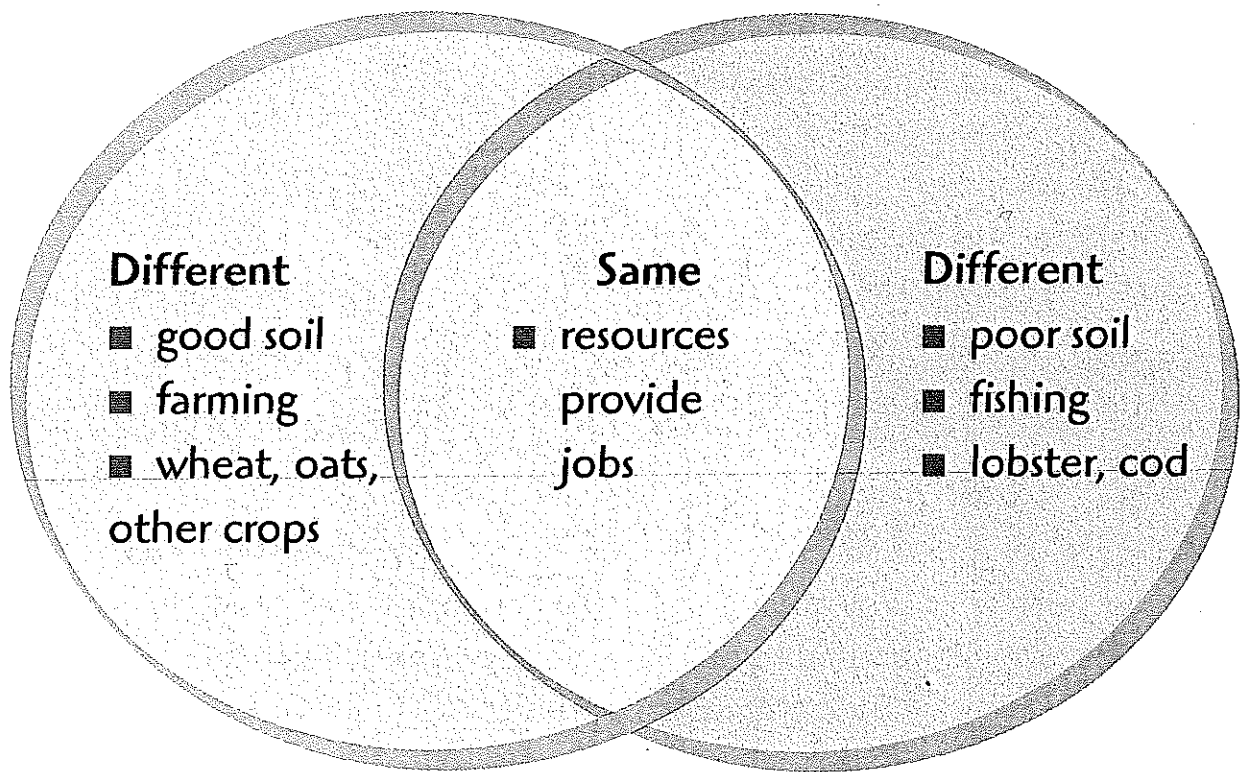 Different
■ good soil
■ farming
■ wheat, oats,
other crops
Same
■ resources
provide
jobs
Different
■ poor soil
■ fishing
■ lobster, cod